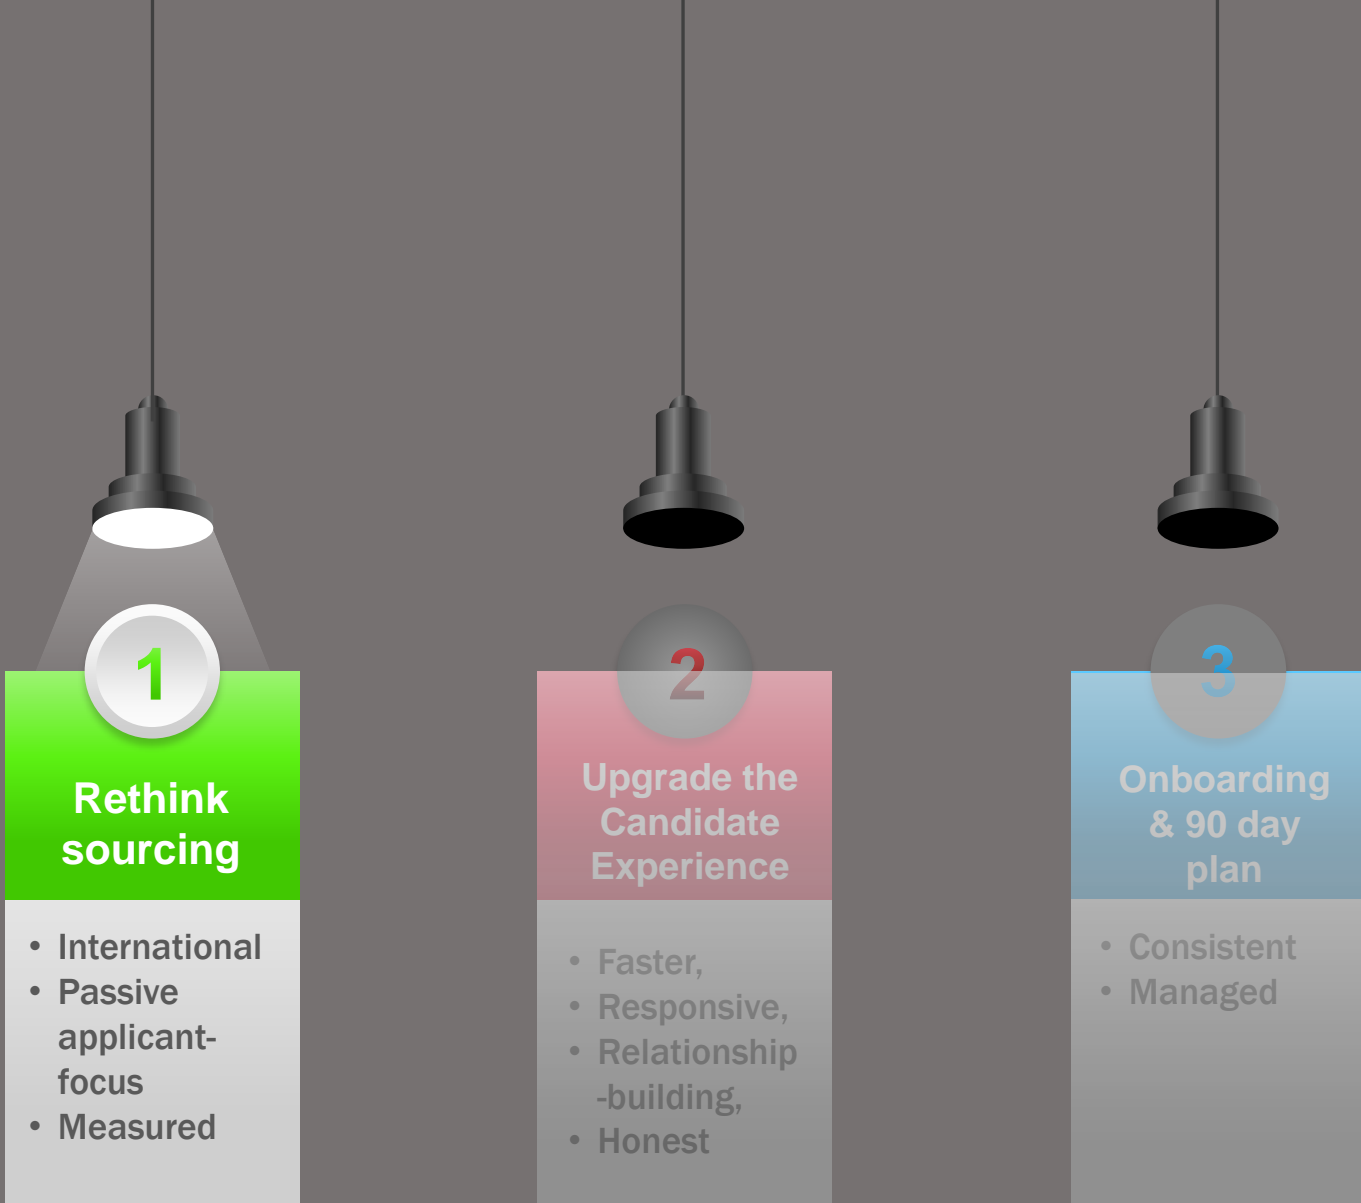 1
Rethink
sourcing
• International
• Passive
applicant-
focus
• Measured
2
Upgrade the
Candidate
Experience
• Faster,
• Responsive,
• Relationship
-building,
• Honest
3
Onboarding
& 90 day
plan
• Consistent
• Managed